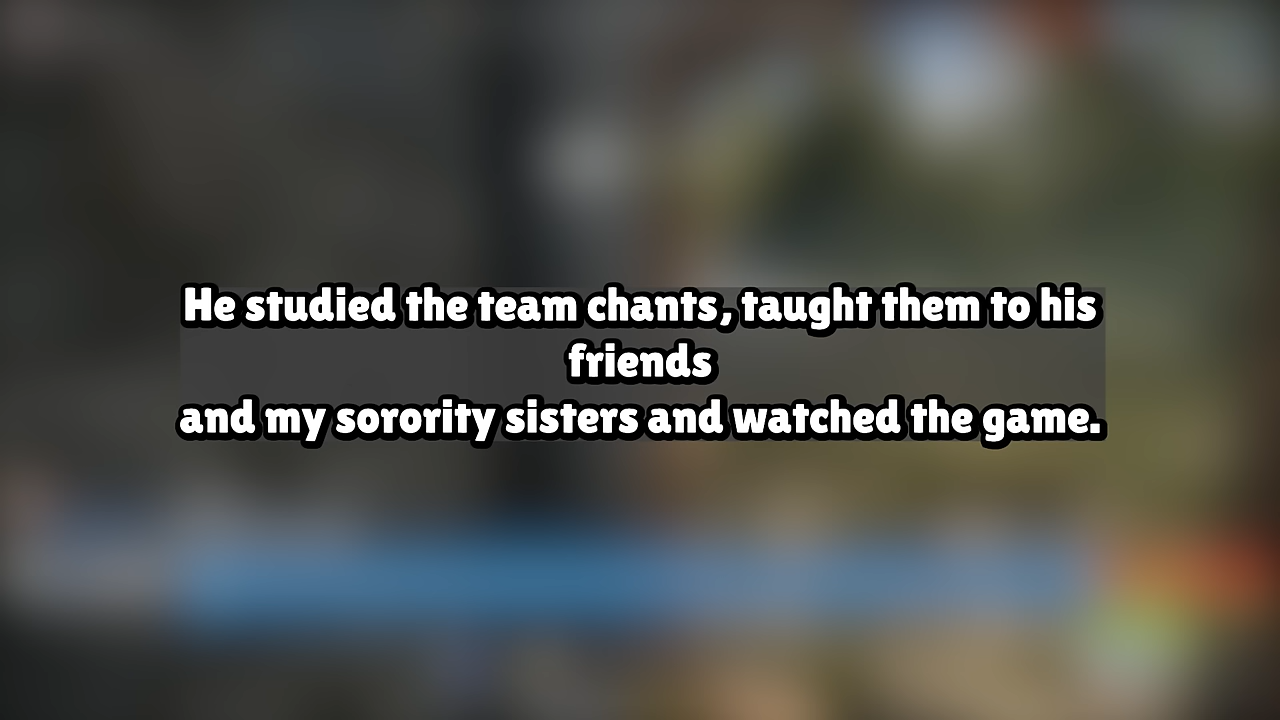 He studied the team chants, taught them to his
friends
and my sorority sisters and watched the game.